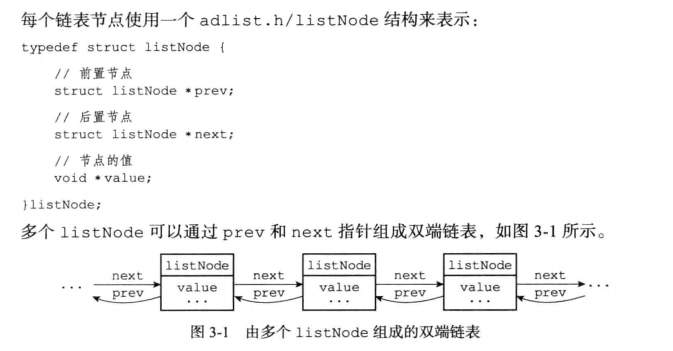 每个链表节点使用一个 adlist.h/listNode 结构来表示：
typedef struct listNode {
// 前置节点
struct listNode *prev;
// 后置节点
struct listNode *next;
// 节点的值
void *value;
}listNode;
多个 listNode 可以通过 prev 和 next 指针组成双端链表，如图 3-1 所示。
listNode listNode listNode
next next next next
... value value value ...
prev prev prev prev
... ... ...
图 3-1 由多个 listNode 组成的双端链表